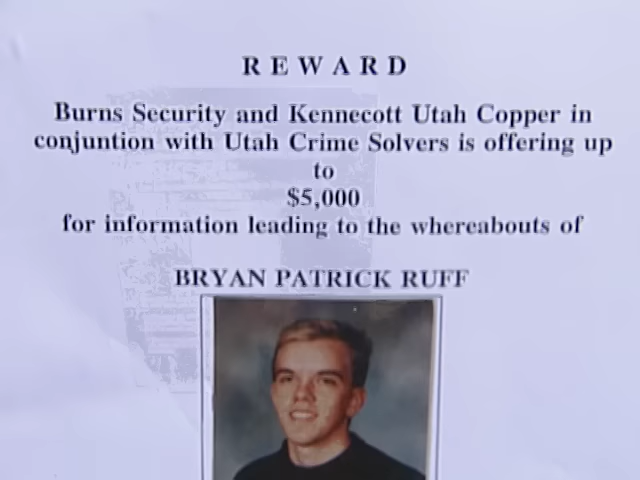 REWARD
Burns Security and Kennecott Utah Copper in
conjuntion with Utah Crime Solvers is offering up
to
$5,000
for information leading to the whereabouts of
BRYAN PATRICK RUFF